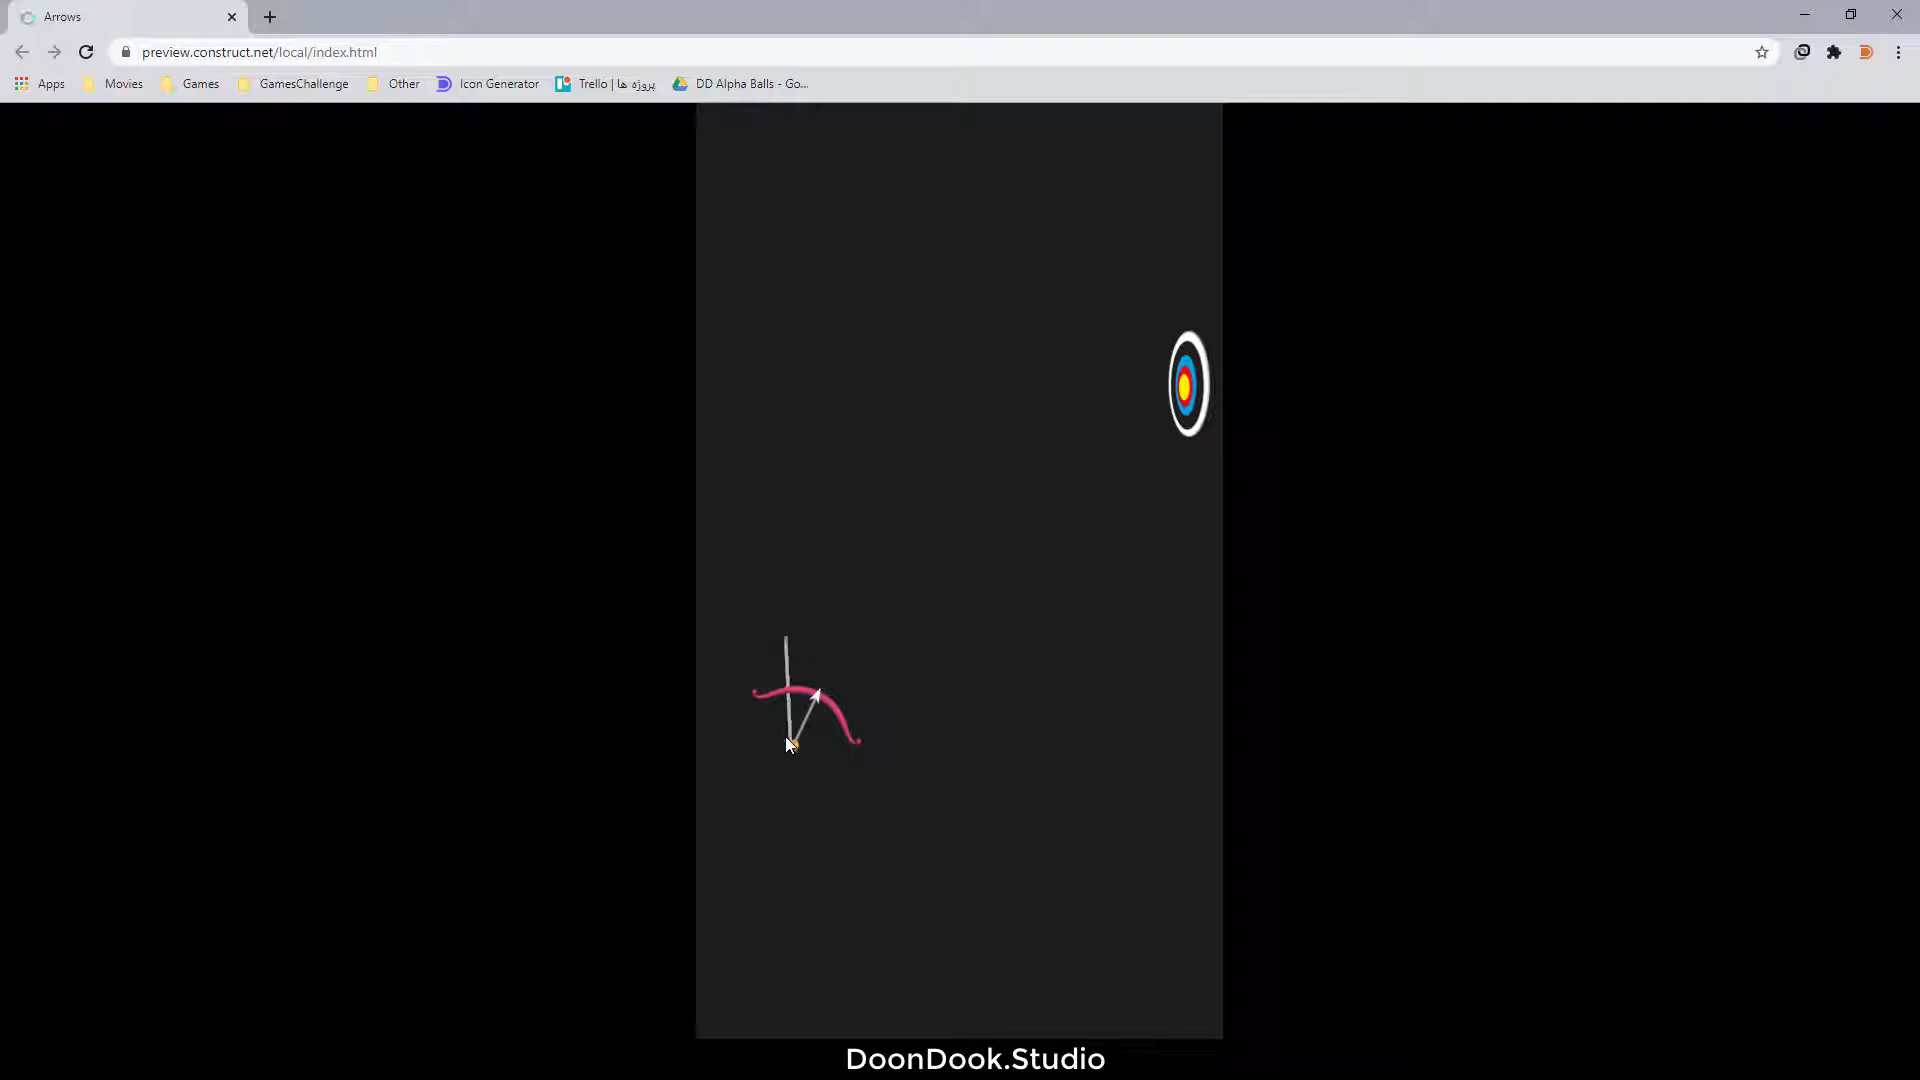 Arrows
preview.construct.net/local/index.html
Apps Movies Games GamesChallenge Other Icon Generator Trello | پروژه ها DD Alpha Balls - Go...
DoonDook.Studio